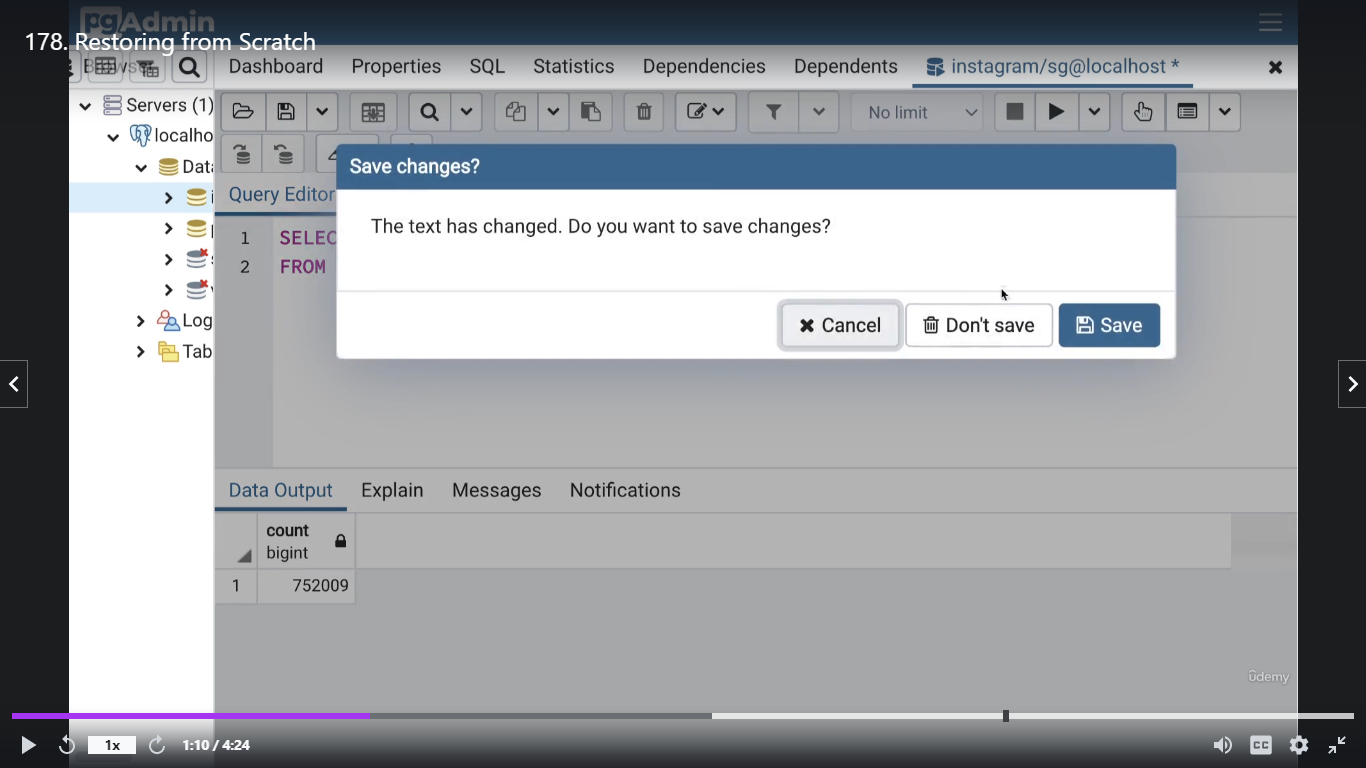 pgAdmin
178. Restoring from Scratch
Dashboard Properties SQL Statistics Dependencies Dependents instagram/sg@localhost *
Servers (1)
localho
No limit
Save changes?
Query Editor
The text has changed. Do you want to save changes?
1 SELEC
2 FROM
Cancel Don't save Save
Log
Tab
Data Output Explain Messages Notifications
count
bigint
1 752009
ûdemy
1x 1:10 / 4:24
CC